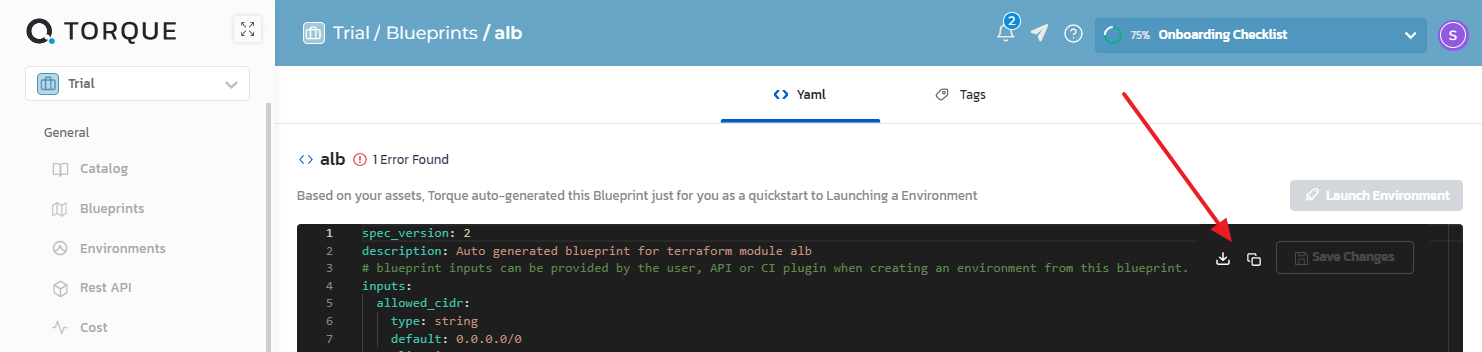 TORQUE
Trial / Blueprints / alb
2
75% Onboarding Checklist
S
Trial
General
Catalog
Blueprints
Environments
Rest API
Cost
Yaml
Tags
alb 1 Error Found
Based on your assets, Torque auto-generated this Blueprint just for you as a quickstart to Launching a Environment
Launch Environment
1 spec_version: 2
2 description: Auto generated blueprint for terraform module alb
3 # blueprint inputs can be provided by the user, API or CI plugin when creating an environment from this blueprint.
4 inputs:
5 allowed_cidr:
6 type: string
7 default: 0.0.0.0/0
Save Changes